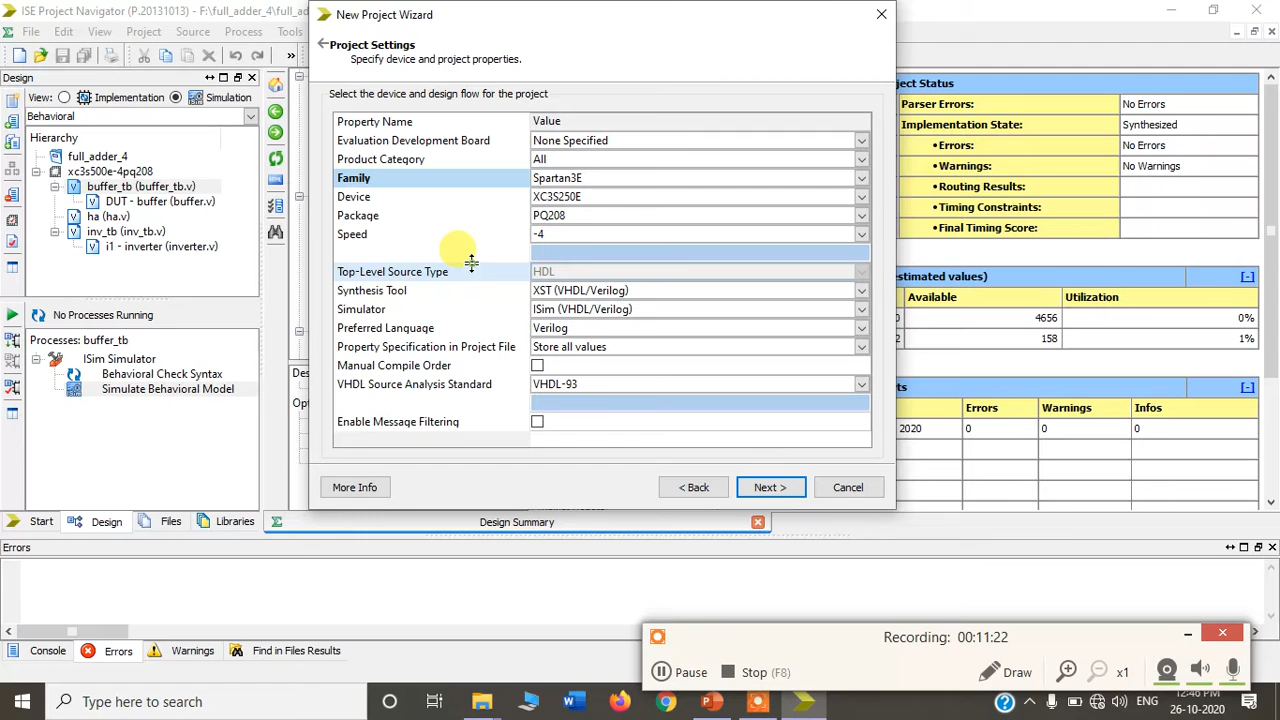 ISE Project Navigator (P.20131013) - F:\full_adder_4\full_ad
File Edit View Project Source Process Tools
»
Design
View: Implementation Simulation
Behavioral
Hierarchy
full_adder_4
xc3s500e-4pq208
buffer_tb (buffer_tb.v)
DUT - buffer (buffer.v)
ha (ha.v)
inv_tb (inv_tb.v)
i1 - inverter (inverter.v)
No Processes Running
Processes: buffer_tb
ISim Simulator
Behavioral Check Syntax
Simulate Behavioral Model
Start Design Files Libraries
Design Summary
New Project Wizard
Project Settings
Specify device and project properties.
Select the device and design flow for the project
Property Name Value
Evaluation Development Board None Specified
Product Category All
Family Spartan3E
Device XC3S250E
Package PQ208
Speed -4
Top-Level Source Type HDL
Synthesis Tool XST (VHDL/Verilog)
Simulator ISim (VHDL/Verilog)
Preferred Language Verilog
Property Specification in Project File Store all values
Manual Compile Order
VHDL Source Analysis Standard VHDL-93
Enable Message Filtering
More Info < Back Next > Cancel
ject Status
Parser Errors: No Errors
Implementation State: Synthesized
• Errors: No Errors
• Warnings: No Warnings
• Routing Results:
• Timing Constraints:
• Final Timing Score:
estimated values) [-]
Available Utilization
4656 0%
158 1%
[-]
Errors Warnings Infos
2020 0 0 0
Errors
Console Errors Warnings Find in Files Results
Recording: 00:11:22
Pause Stop (F8) Draw x1
Type here to search
ENG
12:46 PM
26-10-2020